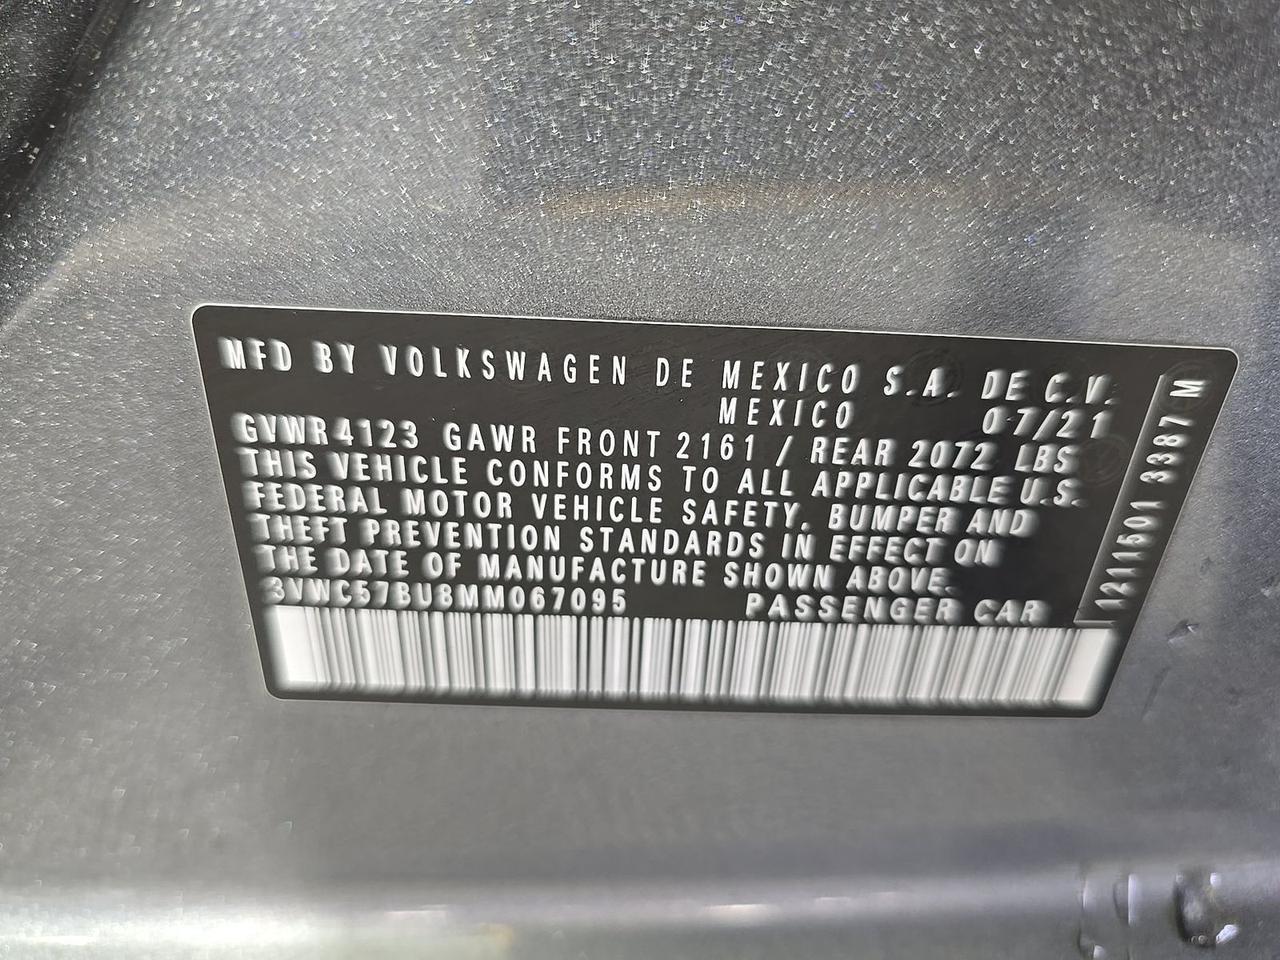 MFD BY VOLKSWAGEN DE MEXICO S.A. DE C.V.
MEXICO 07/21
GVWR 4123 GAWR FRONT 2161 / REAR 2072 LBS
THIS VEHICLE CONFORMS TO ALL APPLICABLE U.S.
FEDERAL MOTOR VEHICLE SAFETY, BUMPER AND
THEFT PREVENTION STANDARDS IN EFFECT ON
THE DATE OF MANUFACTURE SHOWN ABOVE.
3VWC57BU8MM067095 PASSENGER CAR
1211501 3387 M